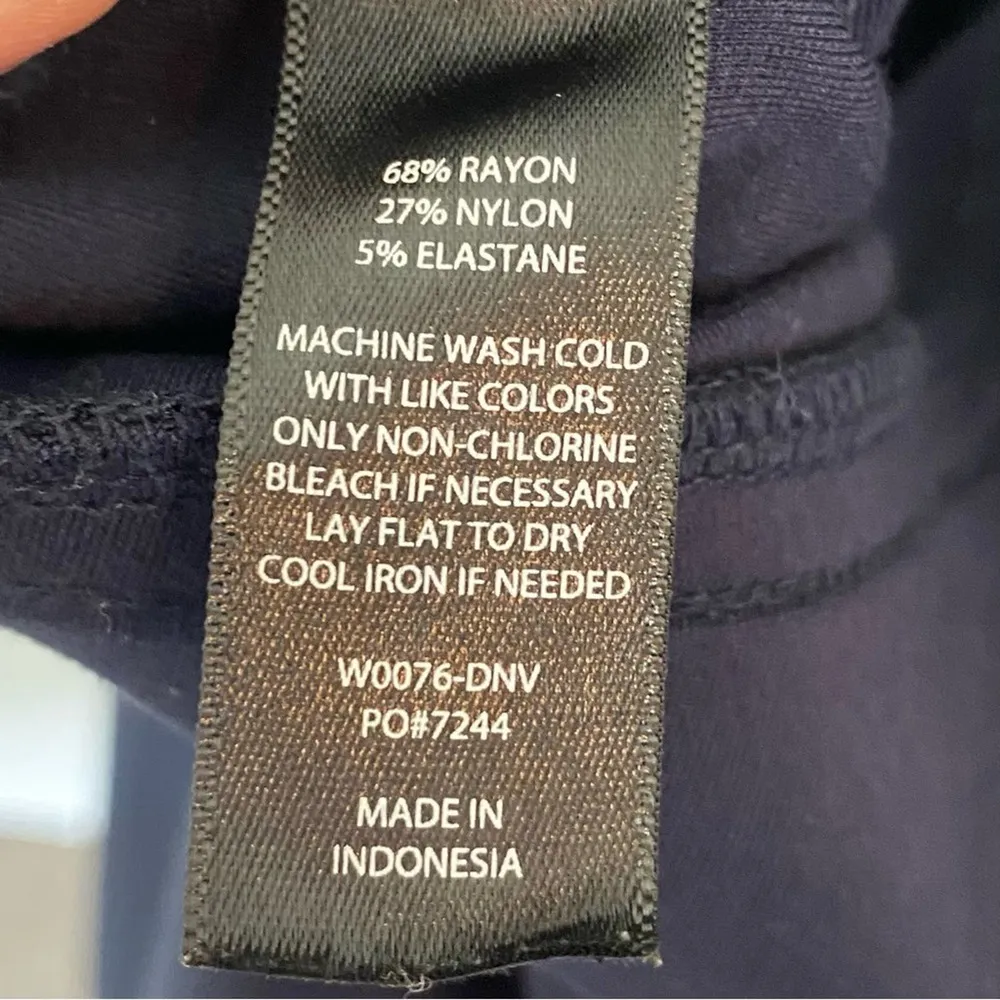 68% RAYON
27% NYLON
5% ELASTANE
MACHINE WASH COLD
WITH LIKE COLORS
ONLY NON-CHLORINE
BLEACH IF NECESSARY
LAY FLAT TO DRY
COOL IRON IF NEEDED
W0076-DNV
PO#7244
MADE IN
INDONESIA